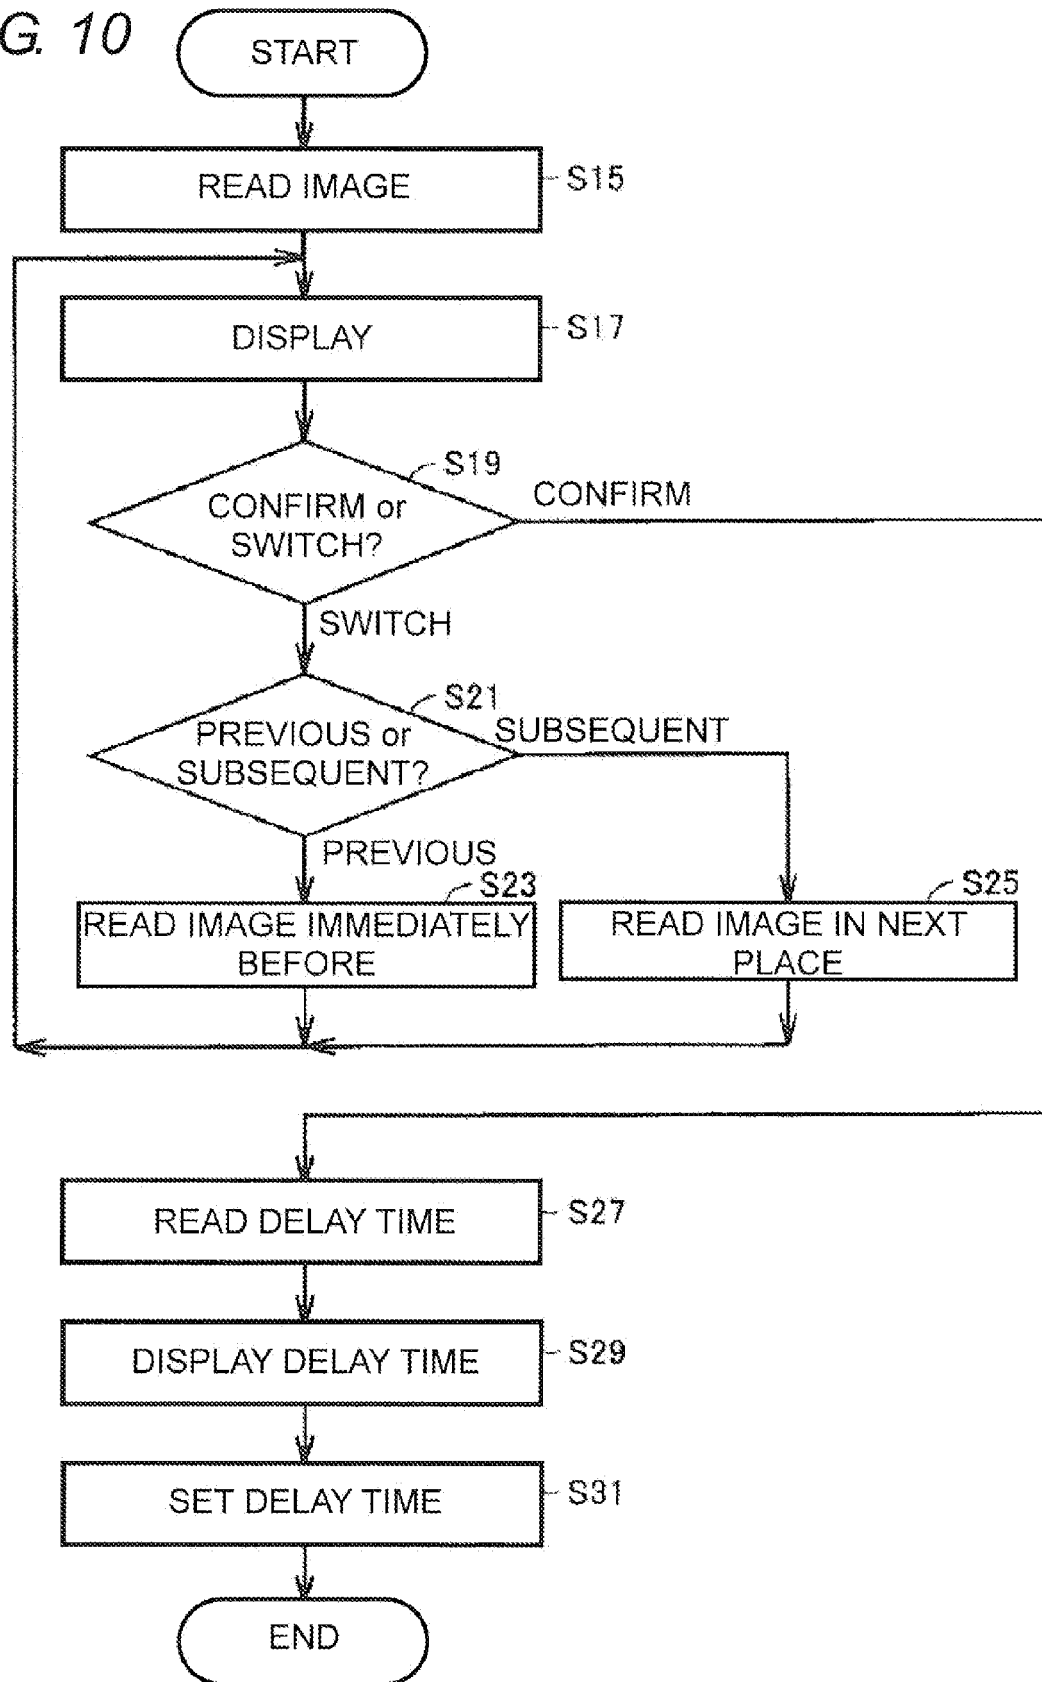 G. 10
START
READ IMAGE
S15
DISPLAY
S17
S19
CONFIRM or
SWITCH?
CONFIRM
SWITCH
S21
PREVIOUS or
SUBSEQUENT?
SUBSEQUENT
PREVIOUS
S23
READ IMAGE IMMEDIATELY
BEFORE
S25
READ IMAGE IN NEXT
PLACE
READ DELAY TIME
S27
DISPLAY DELAY TIME
S29
SET DELAY TIME
S31
END